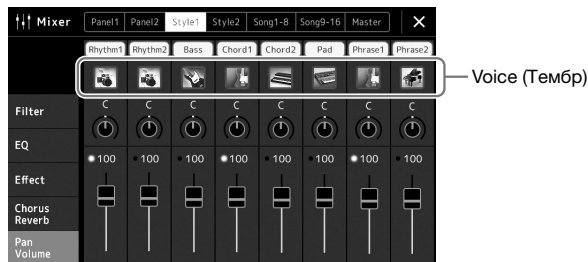 Mixer Panel1 Panel2 Style1 Style2 Song1-8 Song9-16 Master
Rhythm1 Rhythm2 Bass Chord1 Chord2 Pad Phrase1 Phrase2
Voice (Тембр)
Filter
C C C C C C C C
EQ
100 100 100 100 100 100 100 100
Effect
Chorus
Reverb
Pan
Volume